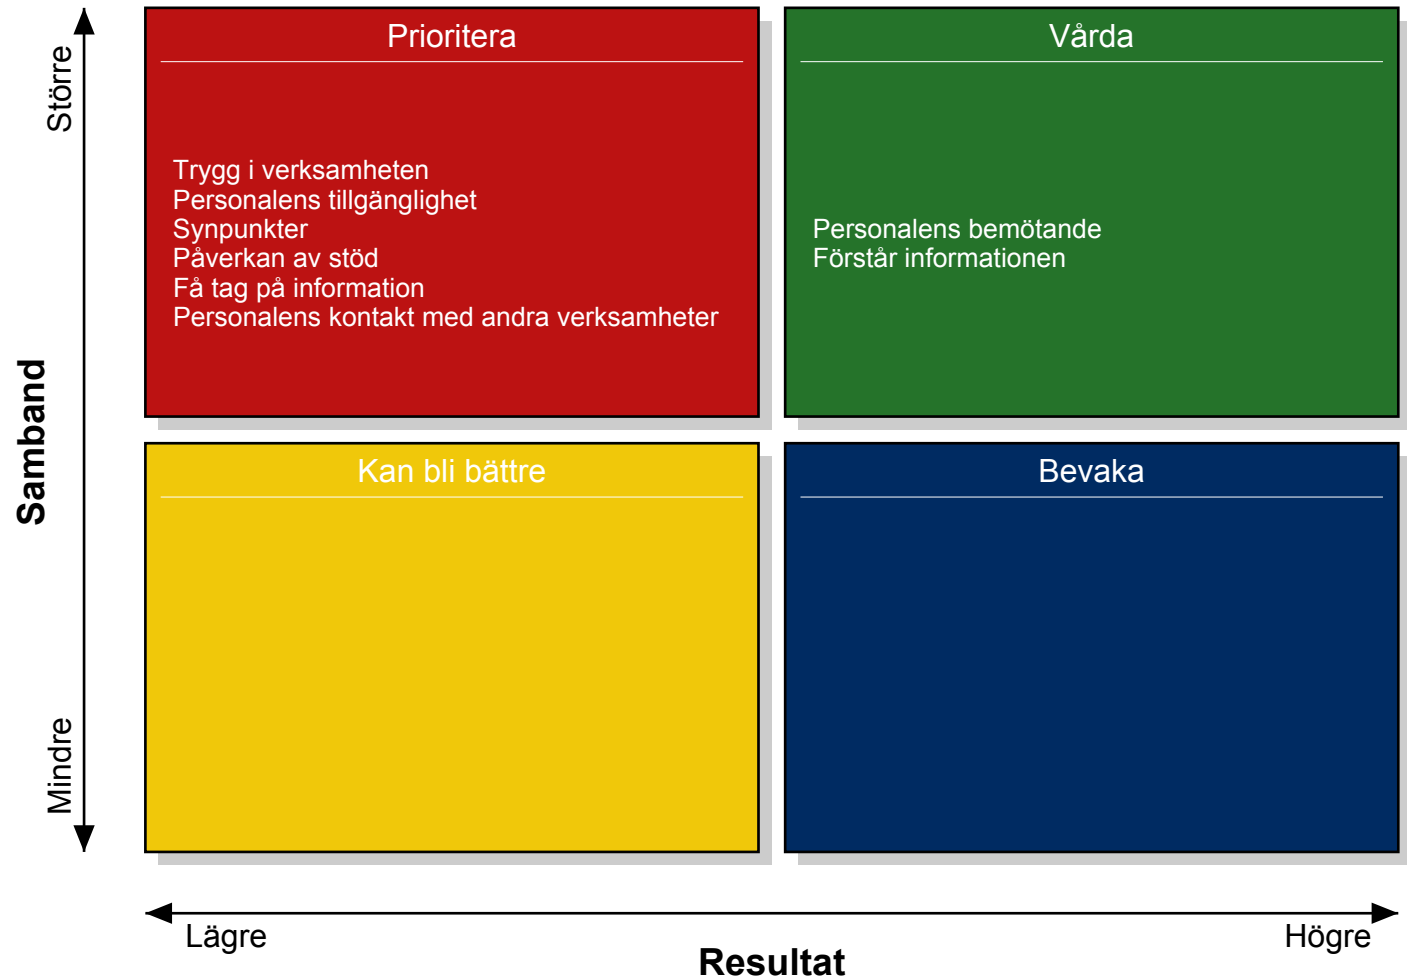 Större
Prioritera
Trygg i verksamheten
Personalens tillgänglighet
Synpunkter
Påverkan av stöd
Få tag på information
Personalens kontakt med andra verksamheter
Vårda
Personalens bemötande
Förstår informationen
Samband
Kan bli bättre
Bevaka
Mindre
Lägre
Högre
Resultat